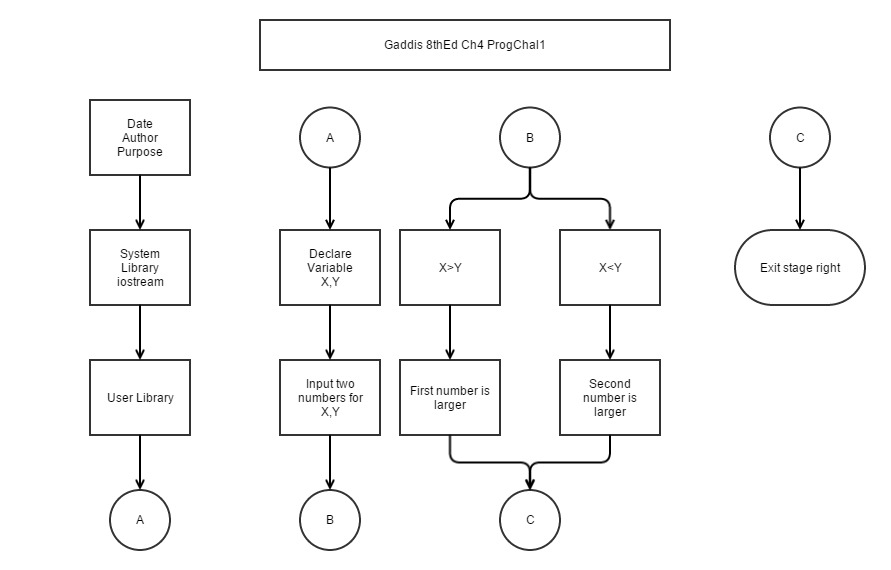 Gaddis 8thEd Ch4 ProgChal1
Date
Author
Purpose
System
Library
iostream
User Library
A
A
Declare
Variable
X,Y
Input two
numbers for
X,Y
B
B
X>Y
First number is
larger
X<Y
Second
number is
larger
C
C
Exit stage right